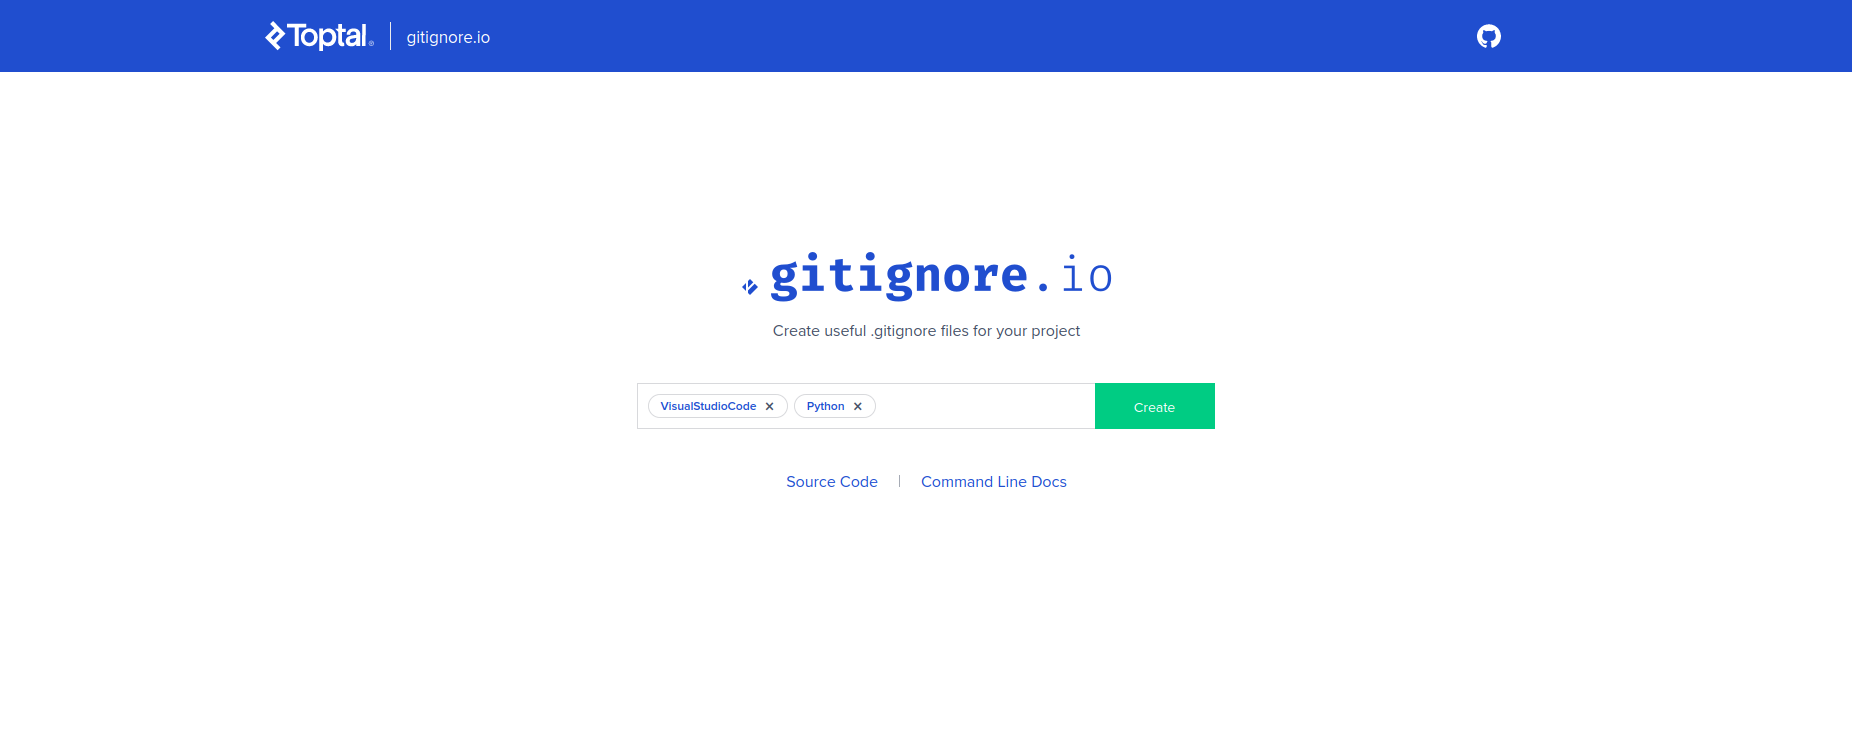 Toptal® gitignore.io
.gitignore.io
Create useful .gitignore files for your project
VisualStudioCode × Python × Create
Source Code | Command Line Docs